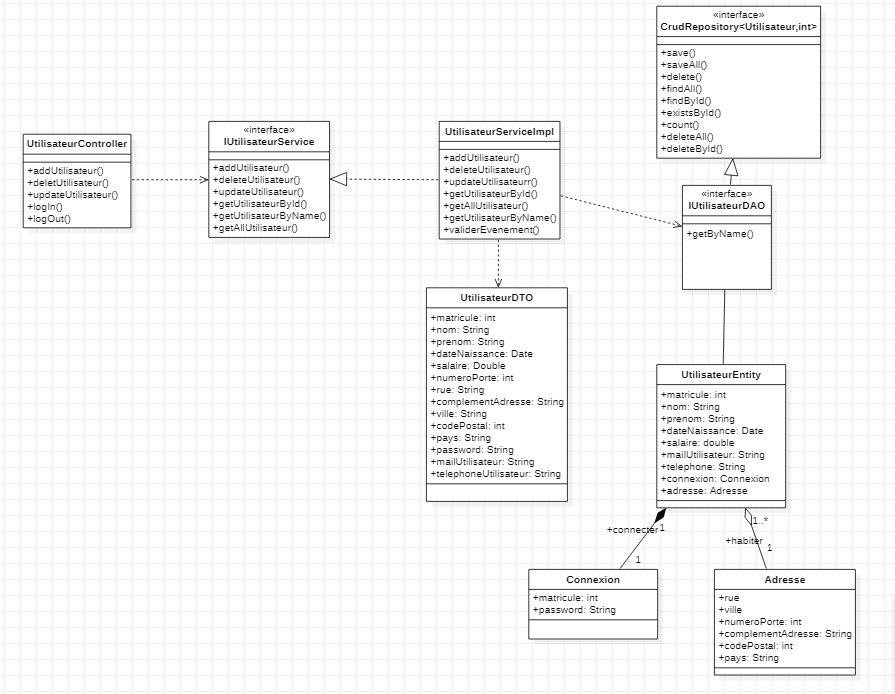 «interface»
CrudRepository<Utilisateur,int>
+save()
+saveAll()
+delete()
+findAll()
+findById()
+existsById()
+count()
+deleteAll()
+deleteById()
UtilisateurController
+addUtilisateur()
+deletUtilisateur()
+updateUtilisateur()
+logIn()
+logOut()
«interface»
IUtilisateurService
+addUtilisateur()
+deleteUtilisateur()
+updateUtilisateur()
+getUtilisateurById()
+getUtilisateurByName()
+getAllUtilisateur()
UtilisateurServiceImpl
+addUtilisateur()
+deleteUtilisateur()
+updateUtilisateurr()
+getUtilisateurById()
+getAllUtilisateur()
+getUtilisateurByName()
+validerEvenement()
«interface»
IUtilisateurDAO
+getByName()
UtilisateurDTO
+matricule: int
+nom: String
+prenom: String
+dateNaissance: Date
+salaire: Double
+numeroPorte: int
+rue: String
+complementAdresse: String
+ville: String
+codePostal: int
+pays: String
+password: String
+mailUtilisateur: String
+telephoneUtilisateur: String
UtilisateurEntity
+matricule: int
+nom: String
+prenom: String
+dateNaissance: Date
+salaire: double
+mailUtilisateur: String
+telephone: String
+connexion: Connexion
+adresse: Adresse
+connecter
1
1
1..*
+habiter
1
Connexion
+matricule: int
+password: String
Adresse
+rue
+ville
+numeroPorte: int
+complementAdresse: String
+codePostal: int
+pays: String